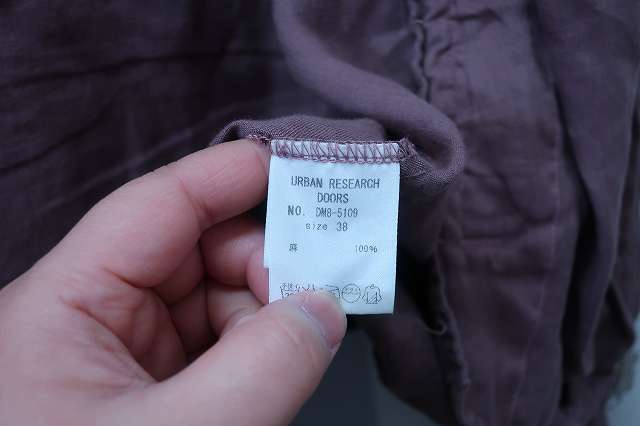 URBAN RESEARCH
DOORS
NO. DM8-5109
size 38
麻 100%